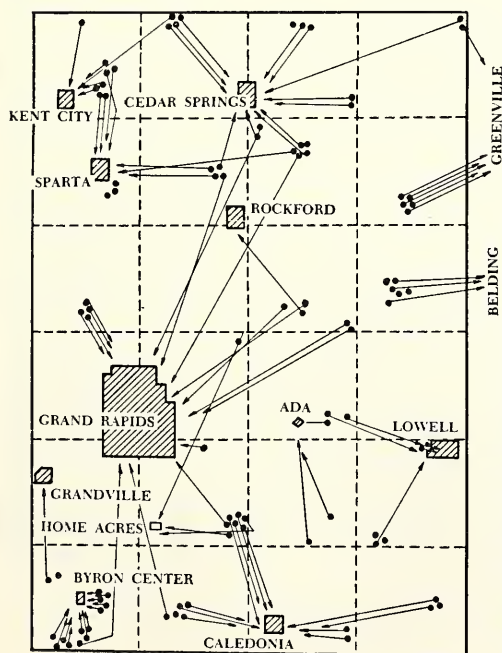 CEDAR SPRINGS
KENT CITY
GREENVILLE
SPARTA
ROCKFORD
BELDING
ADA
GRAND RAPIDS
LOWELL
GRANDVILLE
HOME ACRES
BYRON CENTER
CALEDONIA